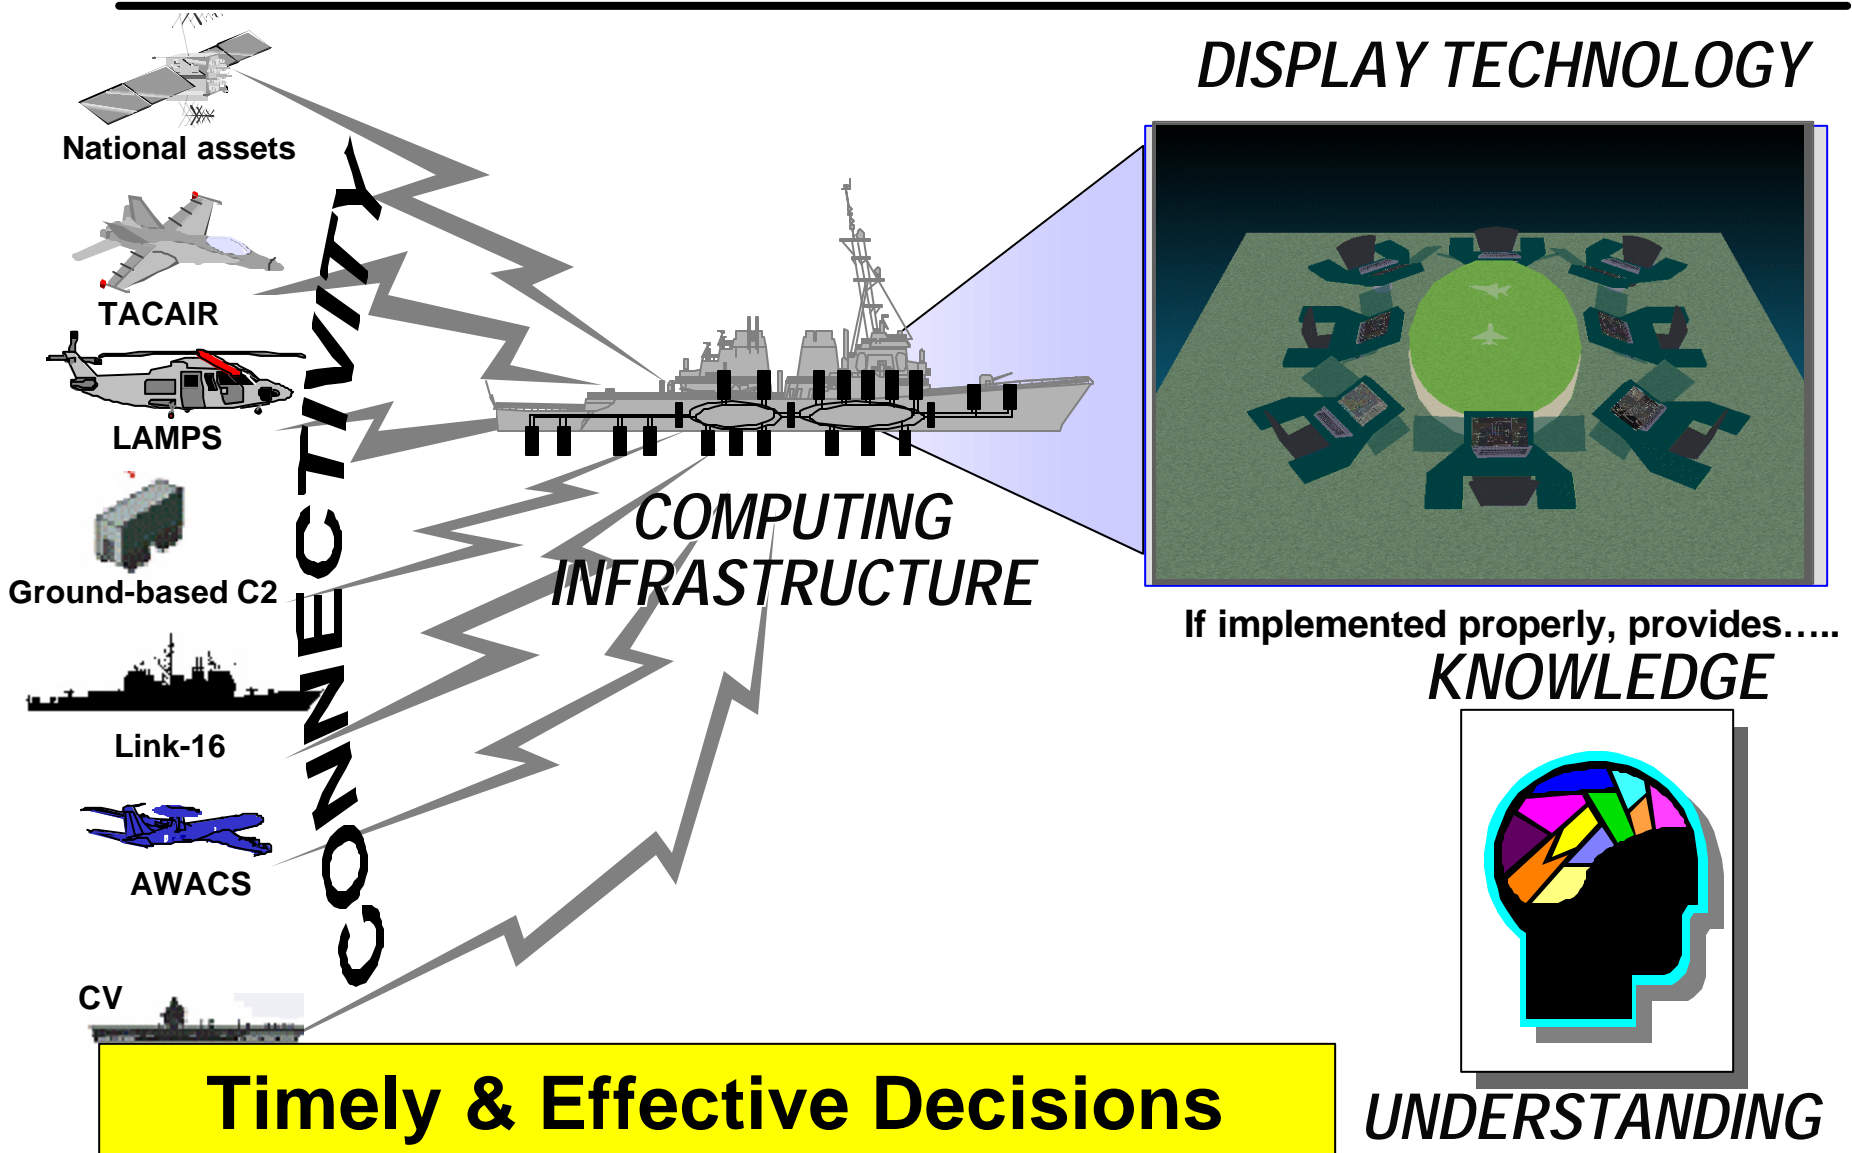 DISPLAY TECHNOLOGY
National assets
CONNECTIVITY
TACAIR
LAMPS
COMPUTING
INFRASTRUCTURE
Ground-based C2
If implemented properly, provides…..
KNOWLEDGE
Link-16
AWACS
CV
Timely & Effective Decisions
UNDERSTANDING